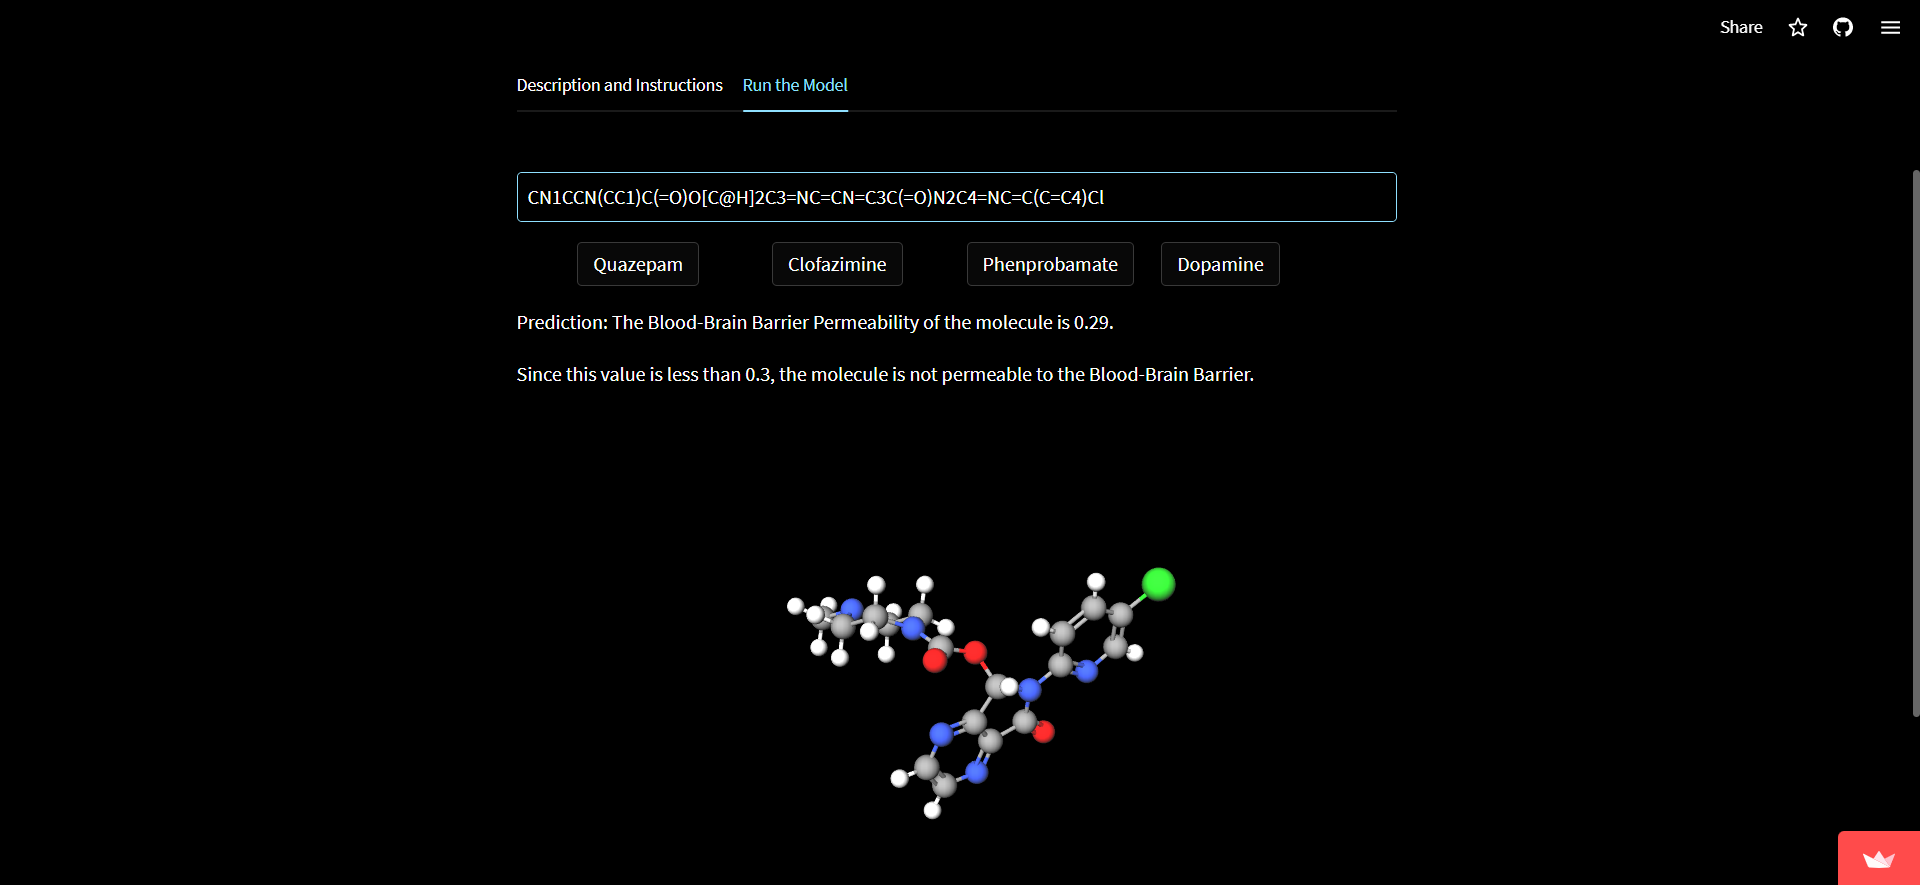 Share
Description and Instructions Run the Model
CN1CCN(CC1)C(=O)O[C@H]2C3=NC=CN=C3C(=O)N2C4=NC=C(C=C4)Cl
Quazepam Clofazimine Phenprobamate Dopamine
Prediction: The Blood-Brain Barrier Permeability of the molecule is 0.29.
Since this value is less than 0.3, the molecule is not permeable to the Blood-Brain Barrier.